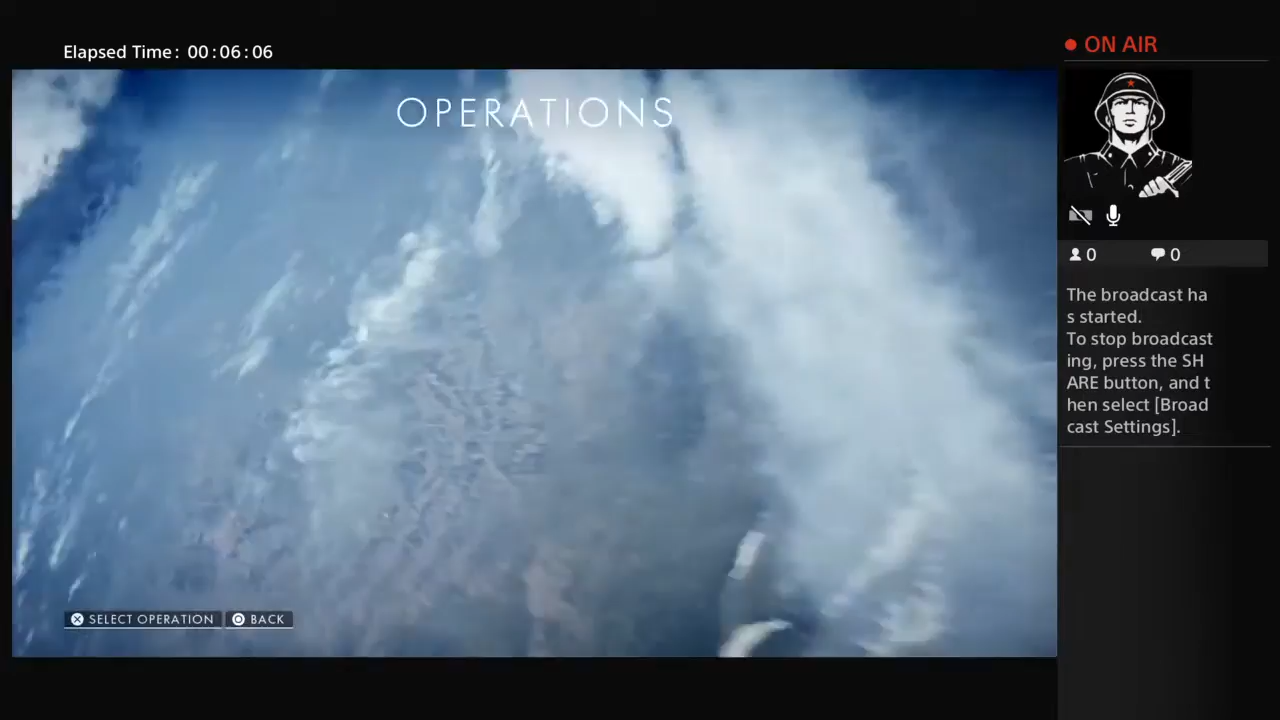 Elapsed Time: 00:06:06
ON AIR
OPERATIONS
0 0
The broadcast ha
s started.
To stop broadcast
ing, press the SH
ARE button, and t
hen select [Broad
cast Settings].
SELECT OPERATION BACK